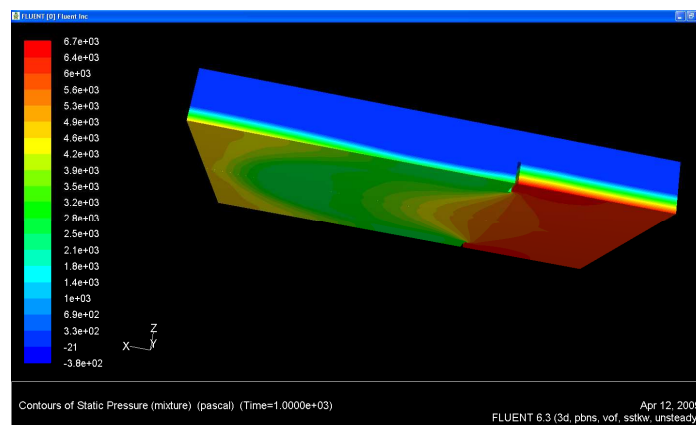 FLUENT [0] Fluent Inc
6.7e+03
6.4e+03
6e+03
5.6e+03
5.3e+03
4.9e+03
4.6e+03
4.2e+03
3.9e+03
3.5e+03
3.2e+03
2.8e+03
2.5e+03
2.1e+03
1.8e+03
1.4e+03
1e+03
6.9e+02
3.3e+02
-21
-3.8e+02
Z
X Y
Contours of Static Pressure (mixture) (pascal) (Time=1.0000e+03)
Apr 12, 2009
FLUENT 6.3 (3d, pbns, vof, sstkw, unsteady